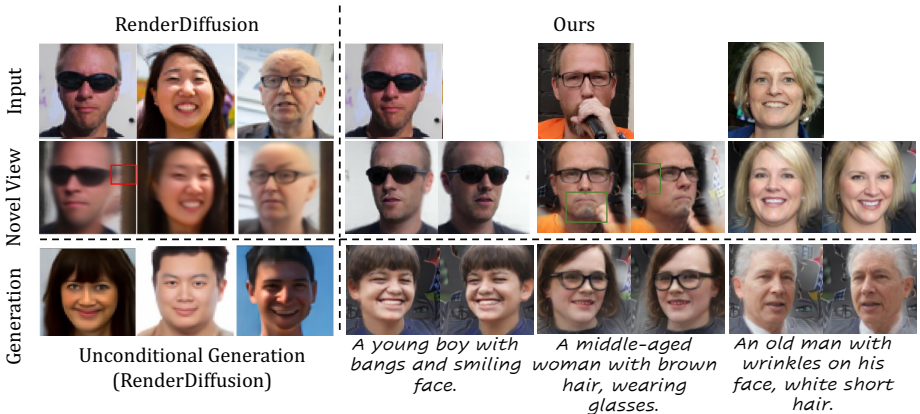 RenderDiffusion
Ours
Input
Novel View
Generation
Unconditional Generation
(RenderDiffusion)
A young boy with
bangs and smiling
face.
A middle-aged
woman with brown
hair, wearing
glasses.
An old man with
wrinkles on his
face, white short
hair.